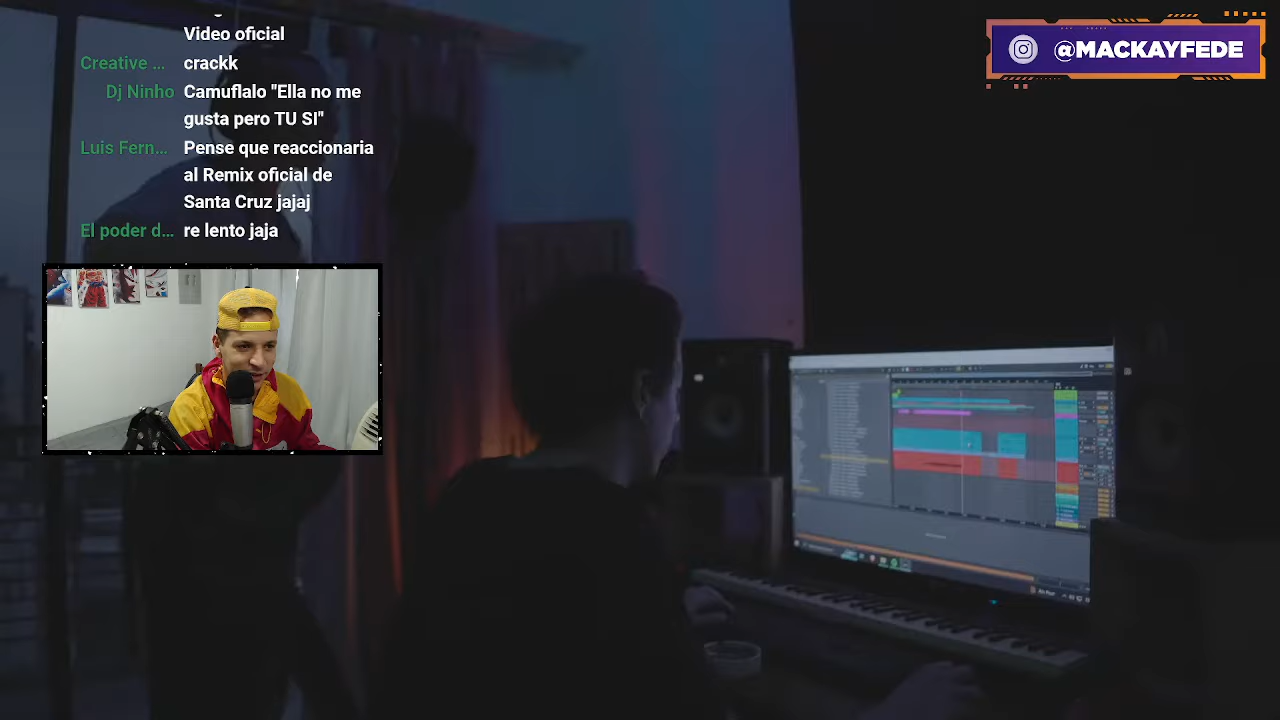 Video oficial
Creative ... crackk
Dj Ninho Camuflalo "Ella no me
gusta pero TU SI"
Luis Fern... Pense que reaccionaria
al Remix oficial de
Santa Cruz jajaj
El poder d... re lento jaja
@MACKAYFEDE